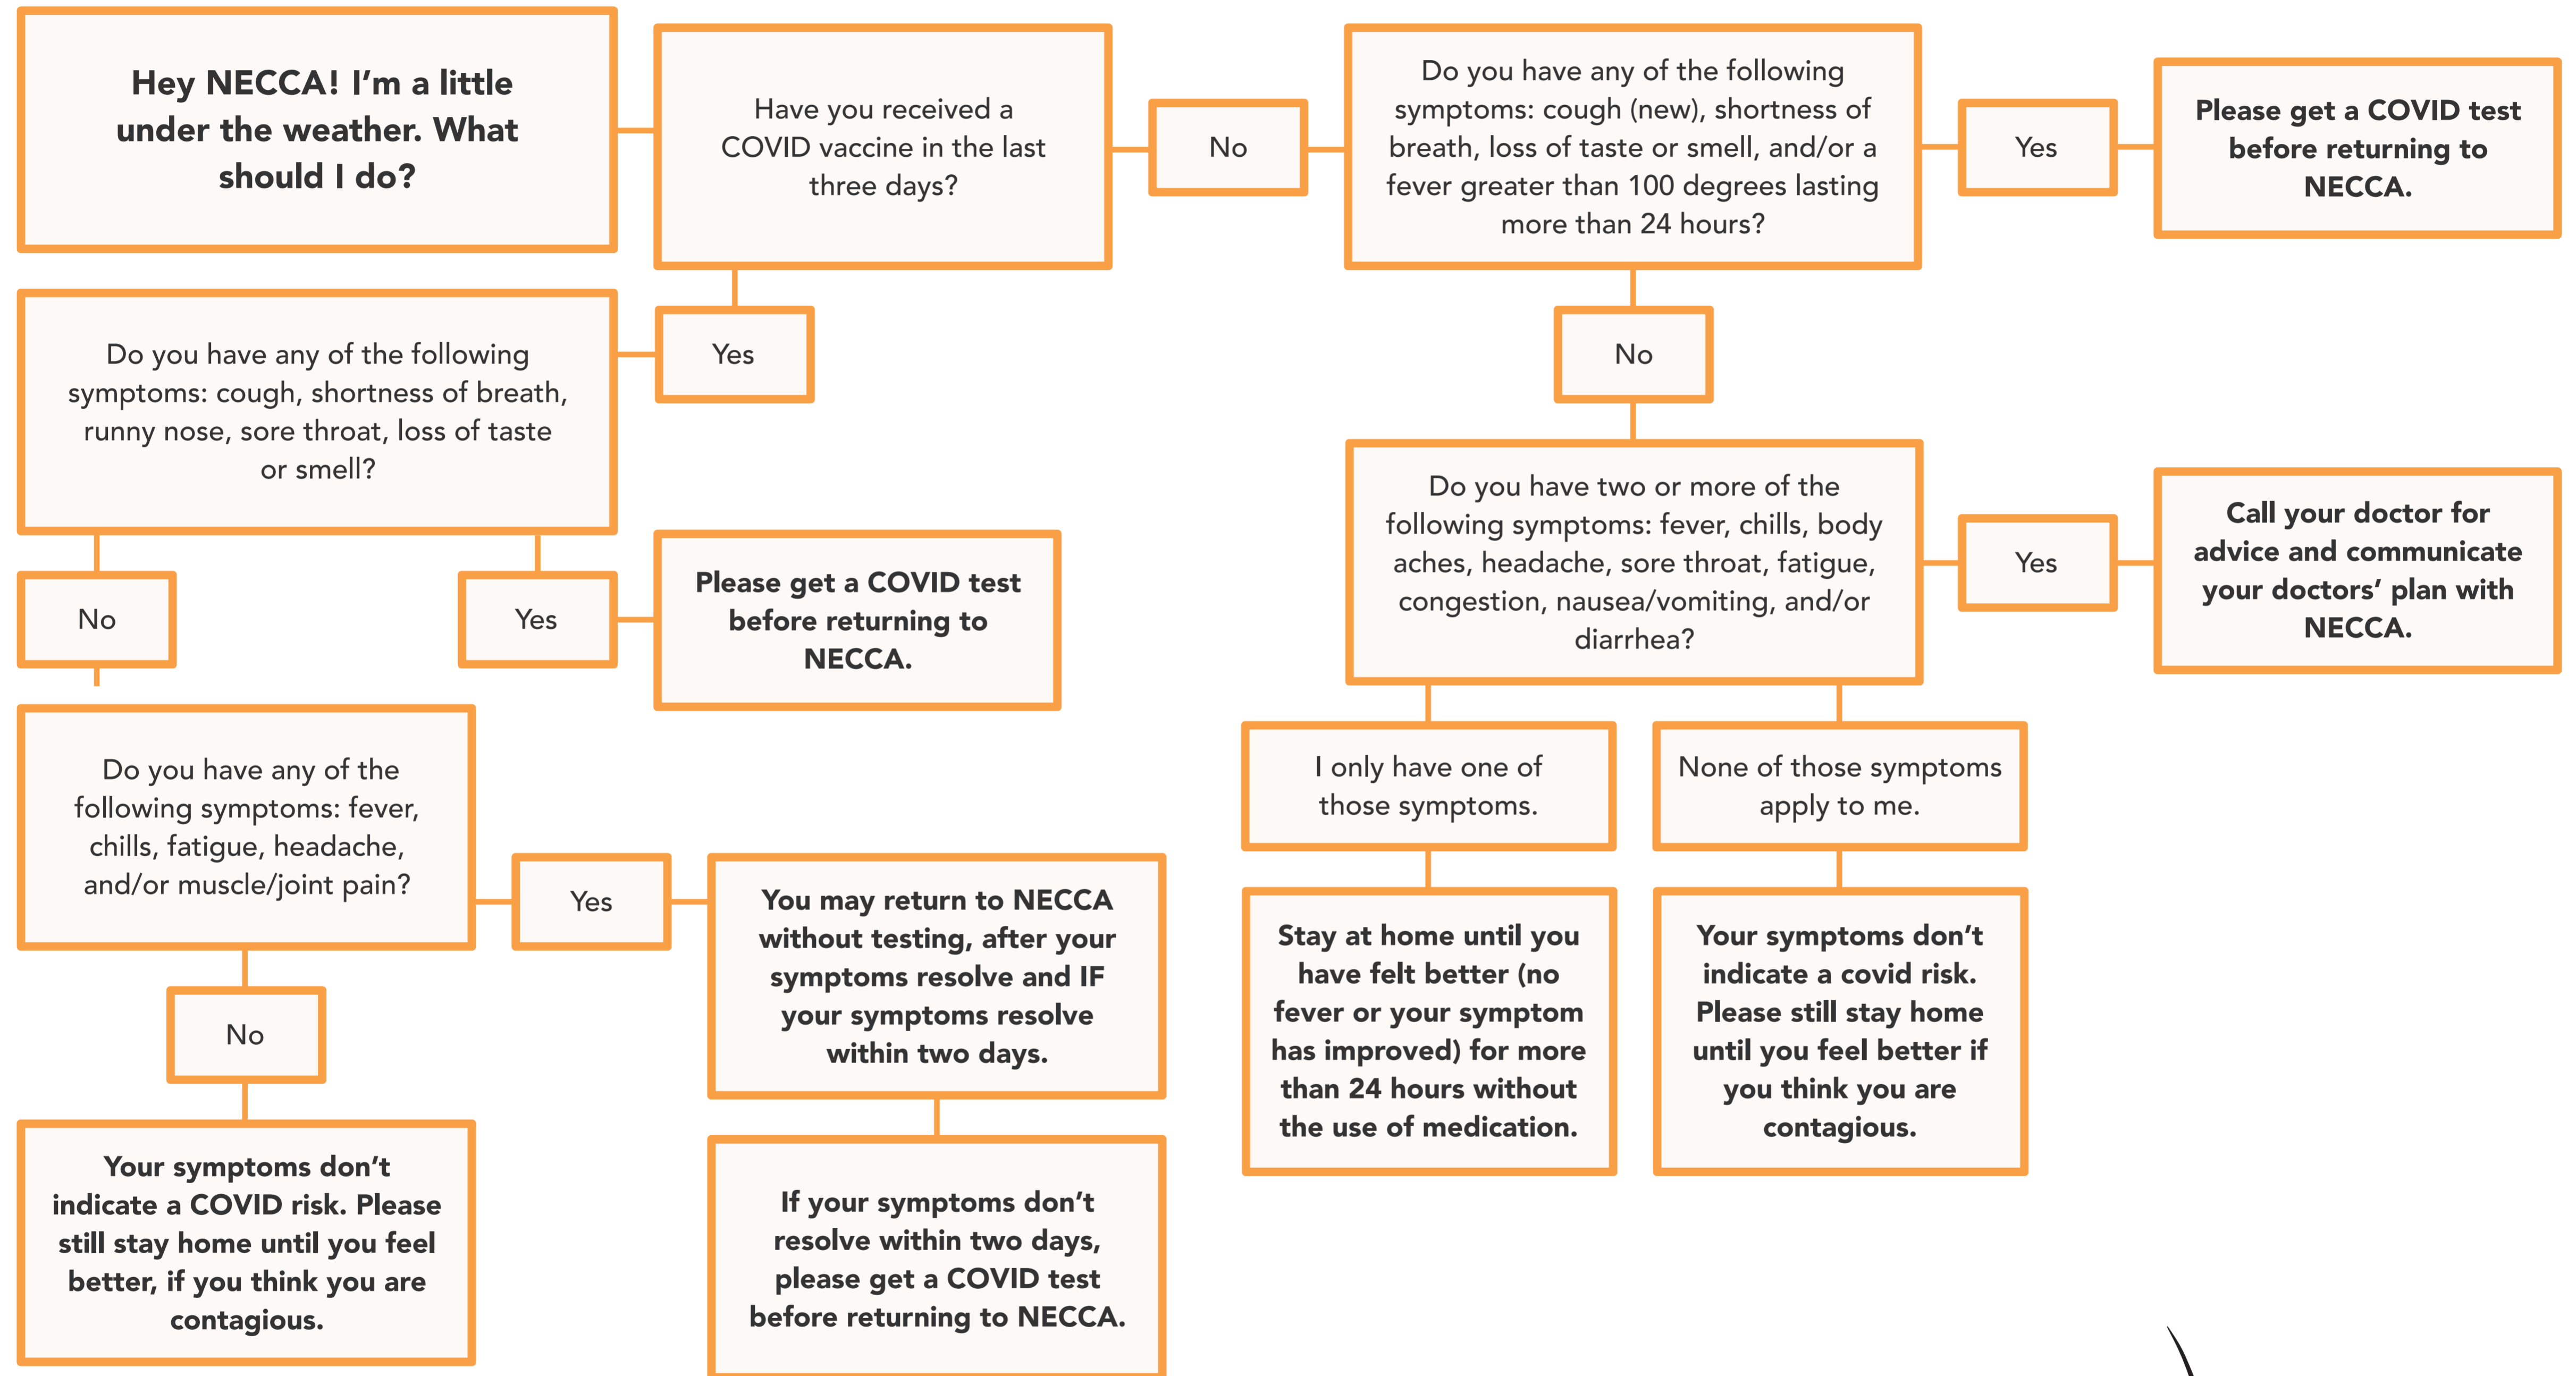 Hey NECCA! I'm a little
under the weather. What
should I do?
Have you received a
COVID vaccine in the last
three days?
No
Do you have any of the following
symptoms: cough (new), shortness of
breath, loss of taste or smell, and/or a
fever greater than 100 degrees lasting
more than 24 hours?
Yes
Please get a COVID test
before returning to
NECCA.
Yes
Do you have any of the following
symptoms: cough, shortness of breath,
runny nose, sore throat, loss of taste
or smell?
No
Yes
Please get a COVID test
before returning to
NECCA.
No
Do you have two or more of the
following symptoms: fever, chills, body
aches, headache, sore throat, fatigue,
congestion, nausea/vomiting, and/or
diarrhea?
Yes
Call your doctor for
advice and communicate
your doctors' plan with
NECCA.
Do you have any of the
following symptoms: fever,
chills, fatigue, headache,
and/or muscle/joint pain?
Yes
You may return to NECCA
without testing, after your
symptoms resolve and IF
your symptoms resolve
within two days.
No
Your symptoms don't
indicate a COVID risk. Please
still stay home until you feel
better, if you think you are
contagious.
If your symptoms don't
resolve within two days,
please get a COVID test
before returning to NECCA.
I only have one of
those symptoms.
None of those symptoms
apply to me.
Stay at home until you
have felt better (no
fever or your symptom
has improved) for more
than 24 hours without
the use of medication.
Your symptoms don't
indicate a covid risk.
Please still stay home
until you feel better if
you think you are
contagious.